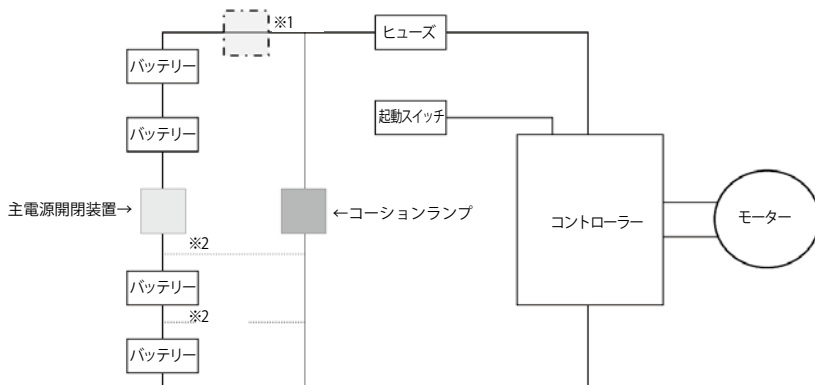 ※1
ヒューズ
バッテリー
起動スイッチ
バッテリー
主電源開閉装置→
←コーションランプ
コントローラー
モーター
※2
バッテリー
※2
バッテリー